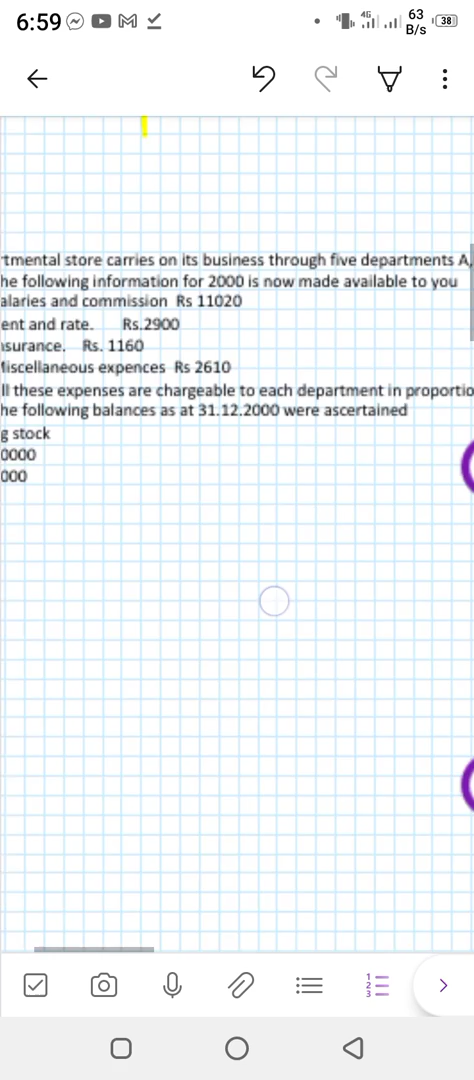 6:59
4G
63
B/s
38
rtmental store carries on its business through five departments A,
he following information for 2000 is now made available to you
alaries and commission Rs 11020
ent and rate. Rs.2900
nsurance. Rs. 1160
Miscellaneous expences Rs 2610
ll these expenses are chargeable to each department in proportio
he following balances as at 31.12.2000 were ascertained
g stock
0000
000